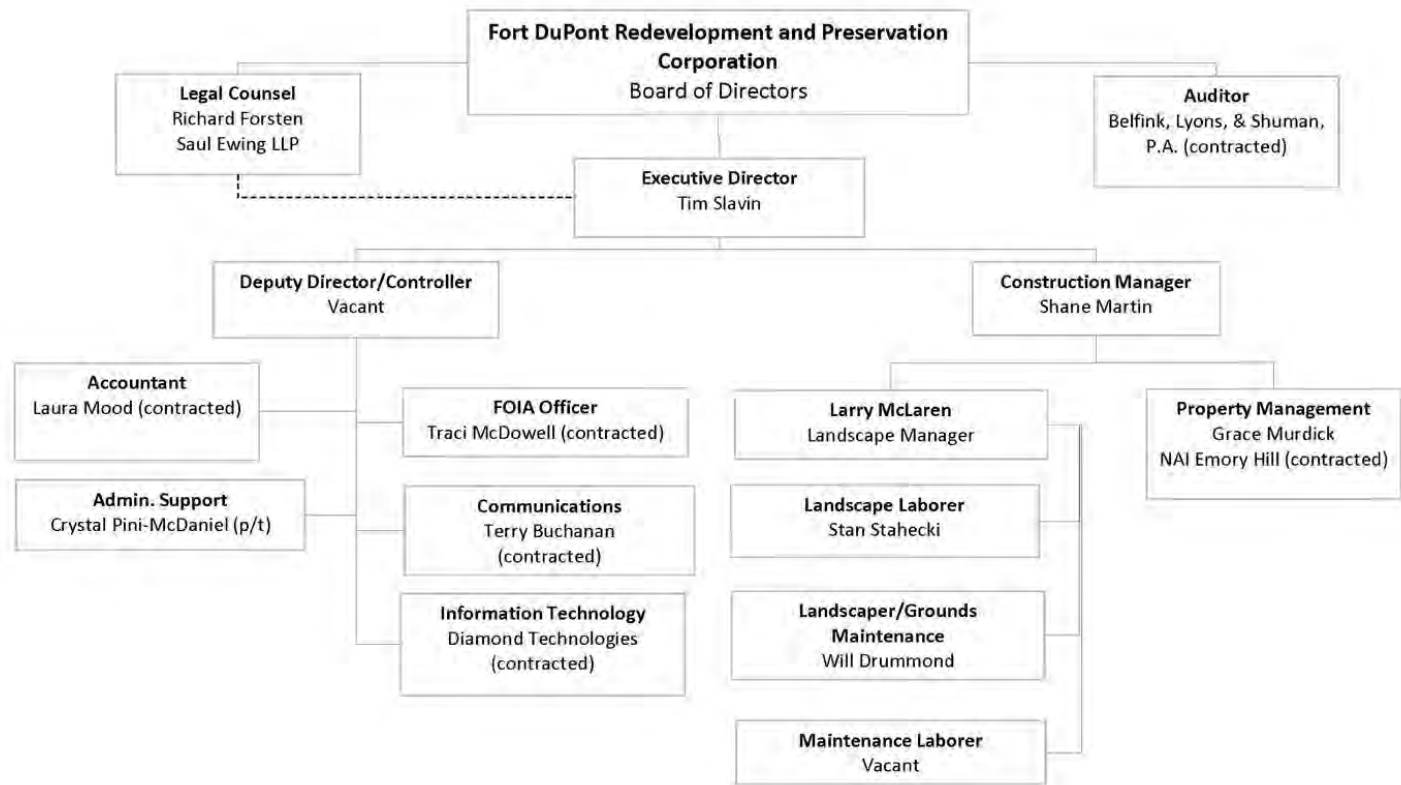 Fort DuPont Redevelopment and Preservation
Corporation
Board of Directors
Legal Counsel
Richard Forsten
Saul Ewing LLP
Auditor
Belfink, Lyons, & Shuman,
P.A. (contracted)
Executive Director
Tim Slavin
Deputy Director/Controller
Vacant
Construction Manager
Shane Martin
Accountant
Laura Mood (contracted)
FOIA Officer
Traci McDowell (contracted)
Admin. Support
Crystal Pini-McDaniel (p/t)
Communications
Terry Buchanan
(contracted)
Information Technology
Diamond Technologies
(contracted)
Larry McLaren
Landscape Manager
Property Management
Grace Murdick
NAI Emory Hill (contracted)
Landscape Laborer
Stan Stahecki
Landscaper/Grounds
Maintenance
Will Drummond
Maintenance Laborer
Vacant